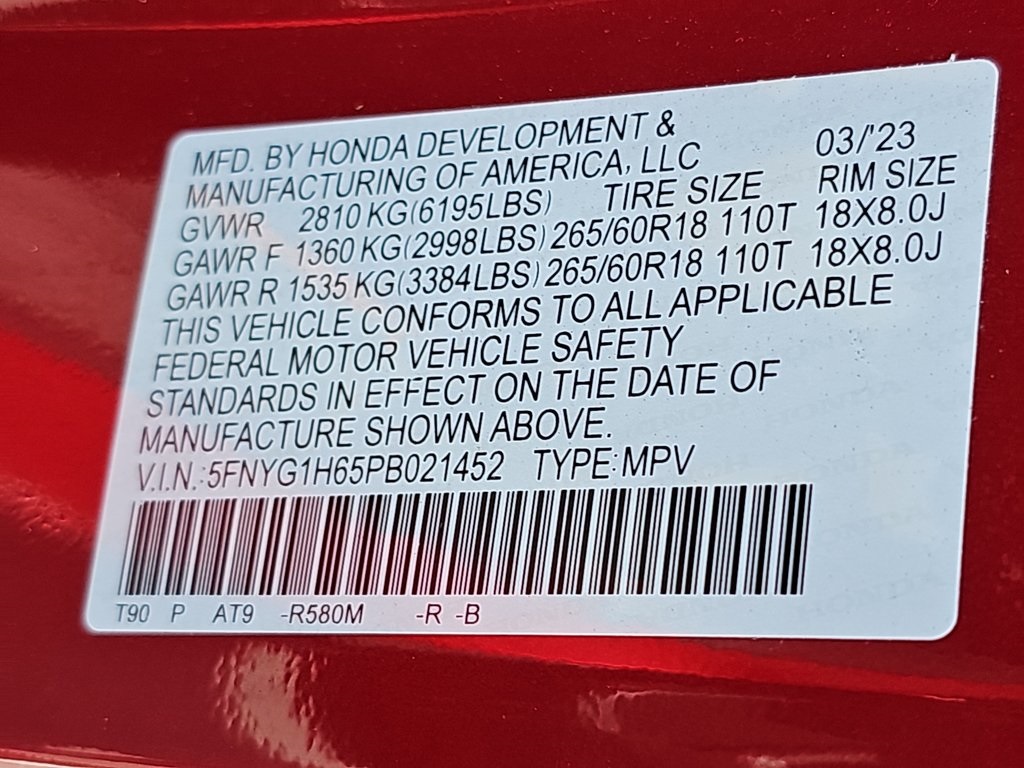 MFD. BY HONDA DEVELOPMENT & 03/'23
MANUFACTURING OF AMERICA, LLC
GVWR 2810 KG(6195LBS) TIRE SIZE RIM SIZE
GAWR F 1360 KG(2998LBS) 265/60R18 110T 18X8.0J
GAWR R 1535 KG(3384LBS) 265/60R18 110T 18X8.0J
THIS VEHICLE CONFORMS TO ALL APPLICABLE
FEDERAL MOTOR VEHICLE SAFETY
STANDARDS IN EFFECT ON THE DATE OF
MANUFACTURE SHOWN ABOVE.
V.I.N.:5FNYG1H65PB021452 TYPE:MPV
T90 P AT9 -R580M -R -B